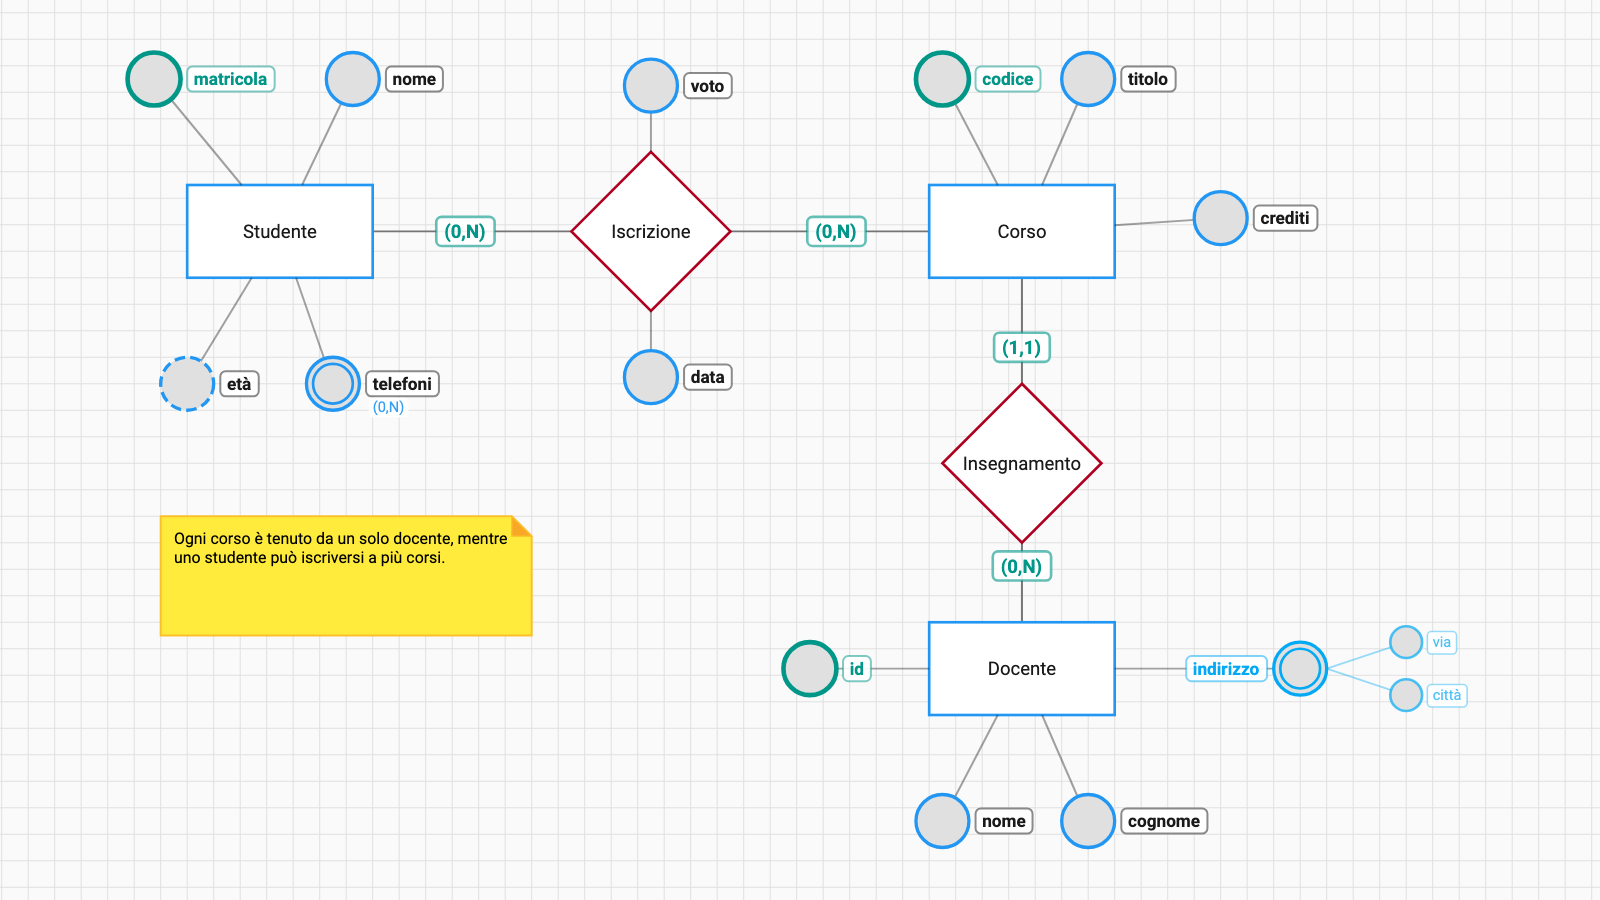 matricola
nome
voto
codice
titolo
Studente
(0,N)
Iscrizione
(0,N)
Corso
crediti
età
telefoni
(0,N)
data
(1,1)
Insegnamento
Ogni corso è tenuto da un solo docente, mentre
uno studente può iscriversi a più corsi.
(0,N)
id
Docente
indirizzo
via
città
nome
cognome